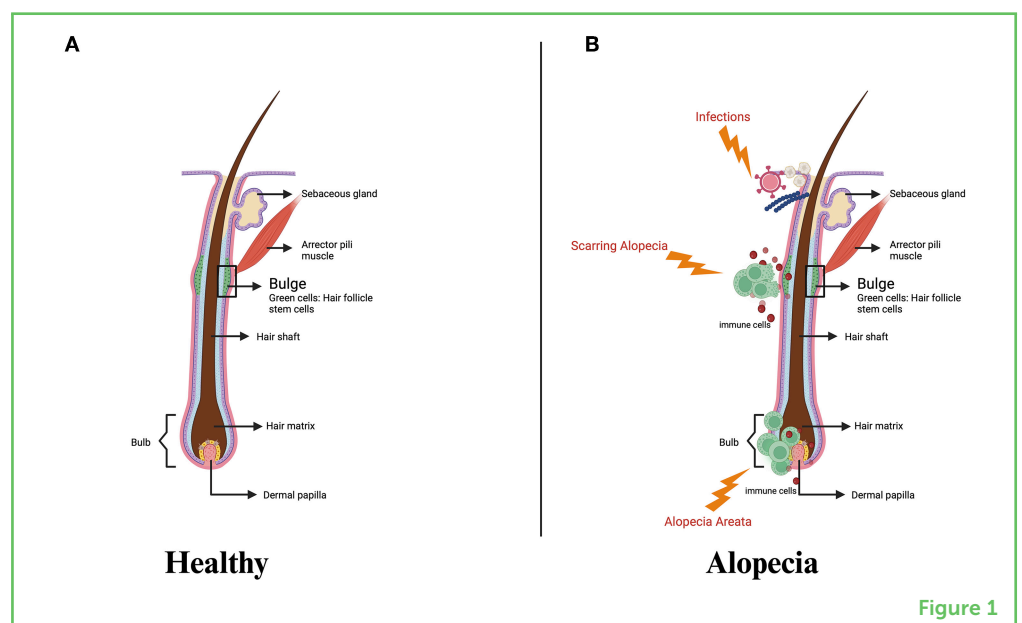 A
Sebaceous gland
Arrector pili
muscle
Bulge
Green cells: Hair follicle
stem cells
Hair shaft
Hair matrix
Bulb
Dermal papilla
Healthy
B
Infections
Sebaceous gland
Scarring Alopecia
Arrector pili
muscle
Bulge
Green cells: Hair follicle
stem cells
immune cells
Hair shaft
Hair matrix
Bulb
immune cells
Dermal papilla
Alopecia Areata
Alopecia
Figure 1